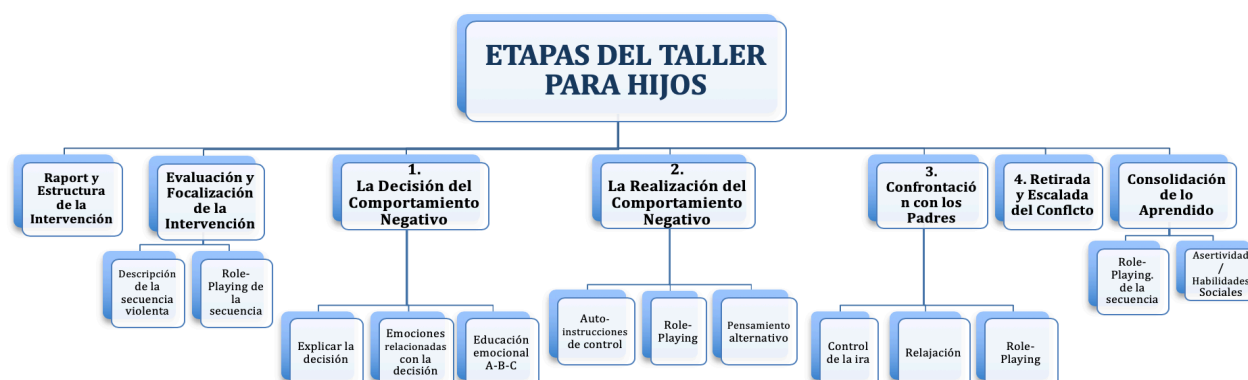 ETAPAS DEL TALLER
PARA HIJOS
Raport y
Estructura
de la
Intervención
Evaluación y
Focalización
de la
Intervención
Descripción
de la
secuencia
violenta
Role-
Playing de
la
secuencia
1.
La Decisión del
Comportamiento
Negativo
Explicar la
decisión
Emociones
relacionadas
con la
decisión
Educación
emocional
A-B-C
2.
La Realización del
Comportamiento
Negativo
Auto-
instrucciones
de control
Role-
Playing
Pensamiento
alternativo
3.
Confrontació
n con los
Padres
Control
de la ira
Relajación
Role-
Playing
4. Retirada
y Escalada
del Conficto
Consolidación
de lo
Aprendido
Role-
Playing. de la
secuencia
Asertividad
/
Habilidades
Sociales